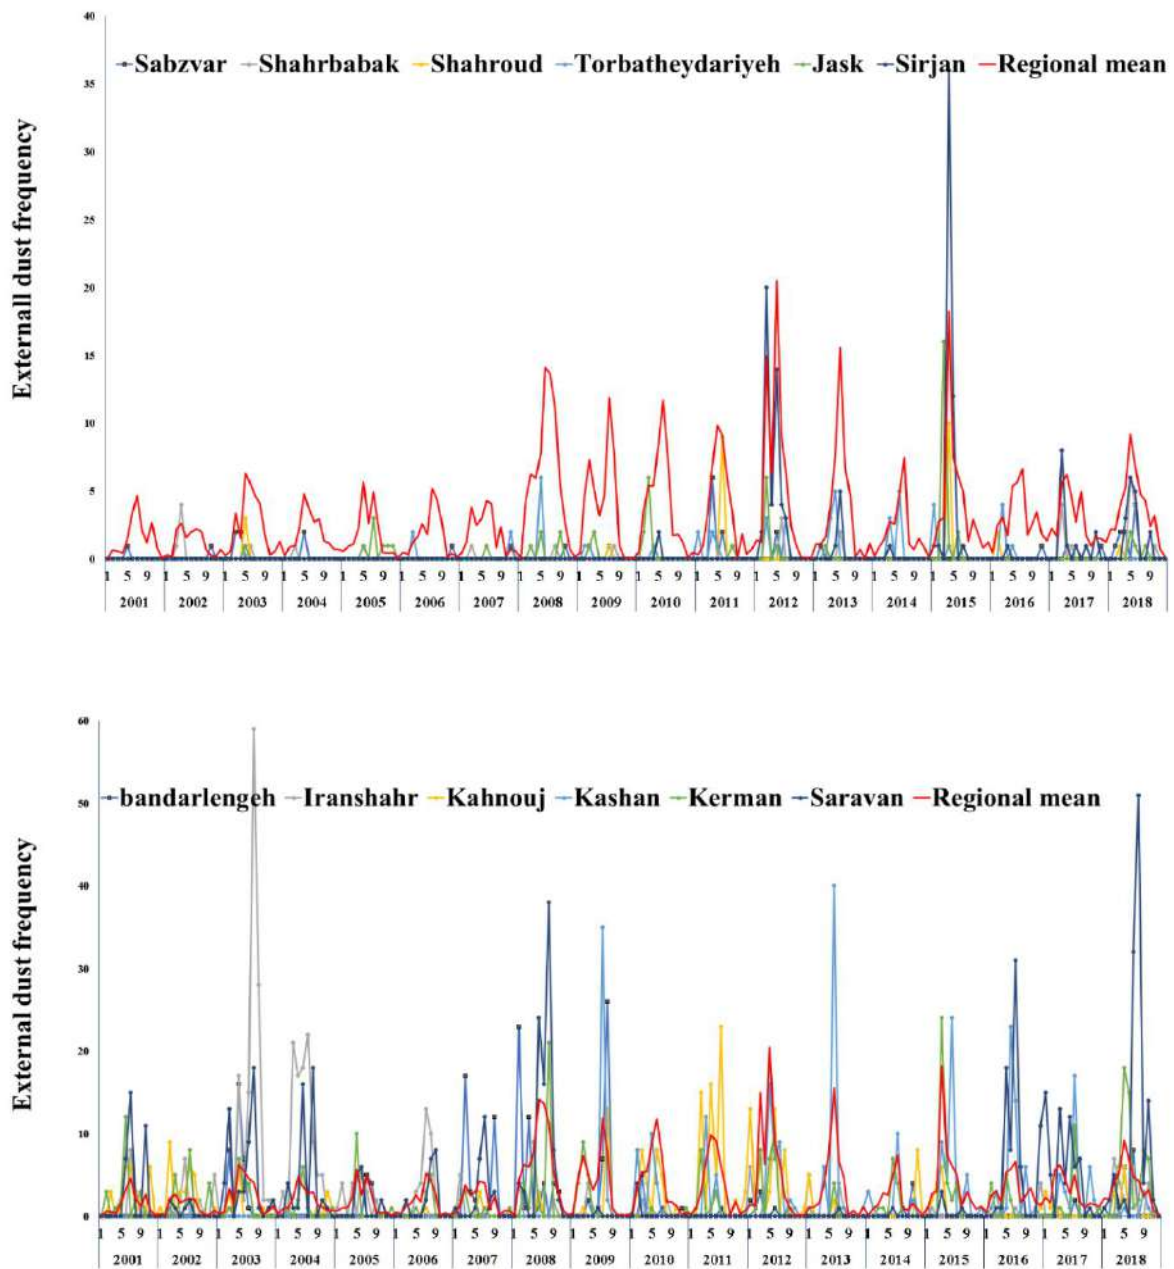 40
Sabzvar Shahrbabak Shahroud Torbatheydariyeh Jask Sirjan Regional mean
35
30
25
20
15
10
5
0
Externall dust frequency
1 5 9 1 5 9 1 5 9 1 5 9 1 5 9 1 5 9 1 5 9 1 5 9 1 5 9 1 5 9 1 5 9 1 5 9 1 5 9 1 5 9 1 5 9 1 5 9 1 5 9 1 5 9
2001 2002 2003 2004 2005 2006 2007 2008 2009 2010 2011 2012 2013 2014 2015 2016 2017 2018
60
50
bandarlengeh Iranshahr Kahnouj Kashan Kerman Saravan Regional mean
40
30
20
10
0
External dust frequency
1 5 9 1 5 9 1 5 9 1 5 9 1 5 9 1 5 9 1 5 9 1 5 9 1 5 9 1 5 9 1 5 9 1 5 9 1 5 9 1 5 9 1 5 9 1 5 9 1 5 9 1 5 9
2001 2002 2003 2004 2005 2006 2007 2008 2009 2010 2011 2012 2013 2014 2015 2016 2017 2018